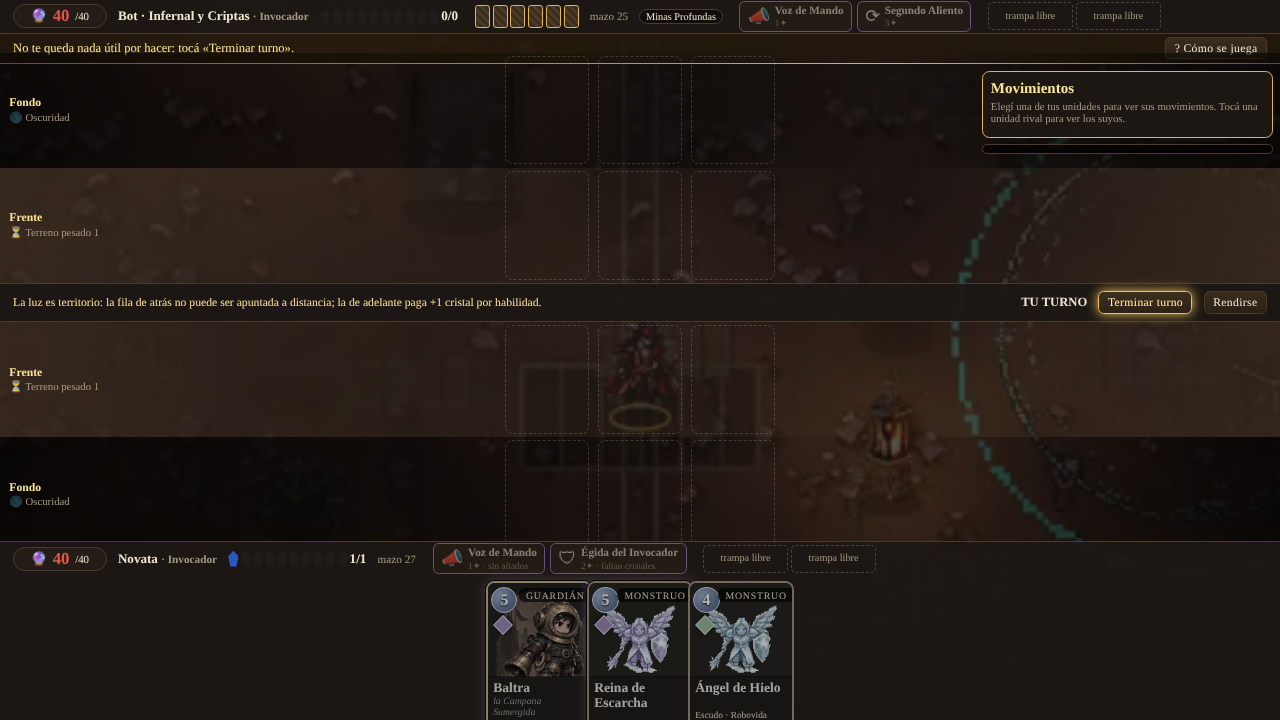 40 /40 Bot · Infernal y Criptas · Invocador 0/0 mazo 25 Minas Profundas Voz de Mando 1✦ Segundo Aliento 3✦ trampa libre trampa libre
No te queda nada útil por hacer: tocá «Terminar turno». ? Cómo se juega
Movimientos
Elegí una de tus unidades para ver sus movimientos. Tocá una
unidad rival para ver los suyos.
Fondo
Oscuridad
Frente
Terreno pesado 1
La luz es territorio: la fila de atrás no puede ser apuntada a distancia; la de adelante paga +1 cristal por habilidad. TU TURNO Terminar turno Rendirse
Frente
Terreno pesado 1
Fondo
Oscuridad
40 /40 Novata · Invocador 1/1 mazo 27 Voz de Mando 1✦ · sin aliados Égida del Invocador 2✦ · faltan cristales trampa libre trampa libre
5 GUARDIÁN
Baltra
la Campana
Sumergida
5 MONSTRUO
Reina de
Escarcha
4 MONSTRUO
Ángel de Hielo
Escudo · Robovida